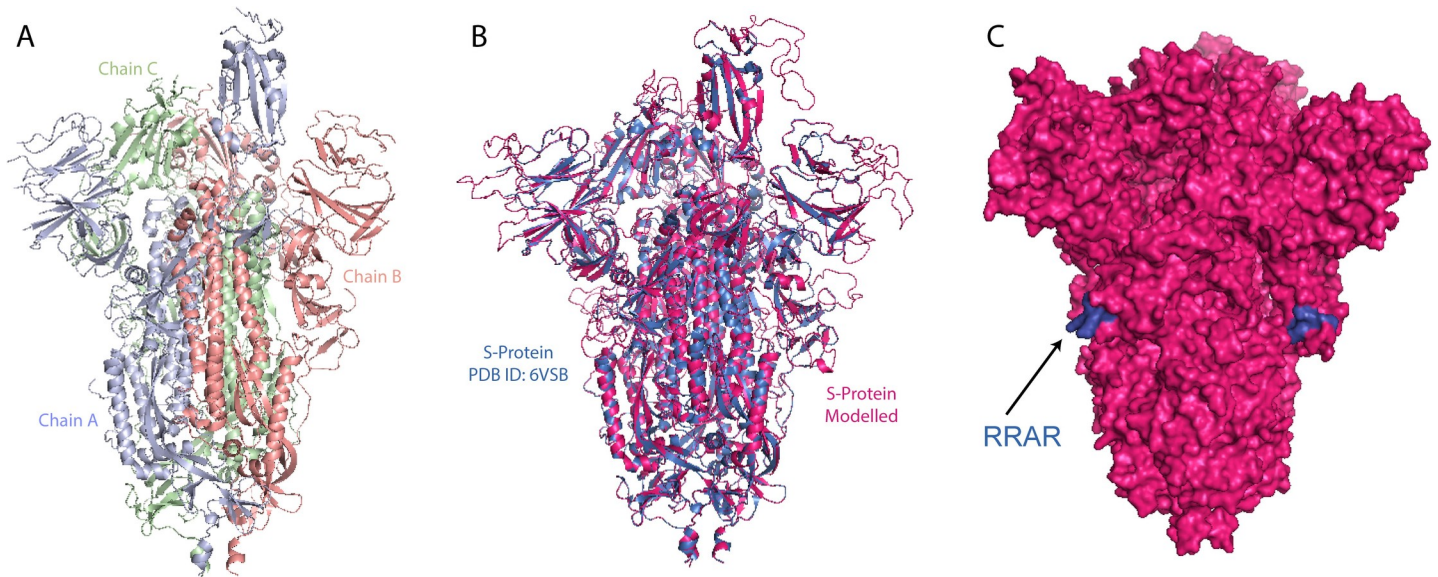 A
Chain C
Chain B
Chain A
B
S-Protein
PDB ID: 6VSB
S-Protein
Modelled
C
RRAR